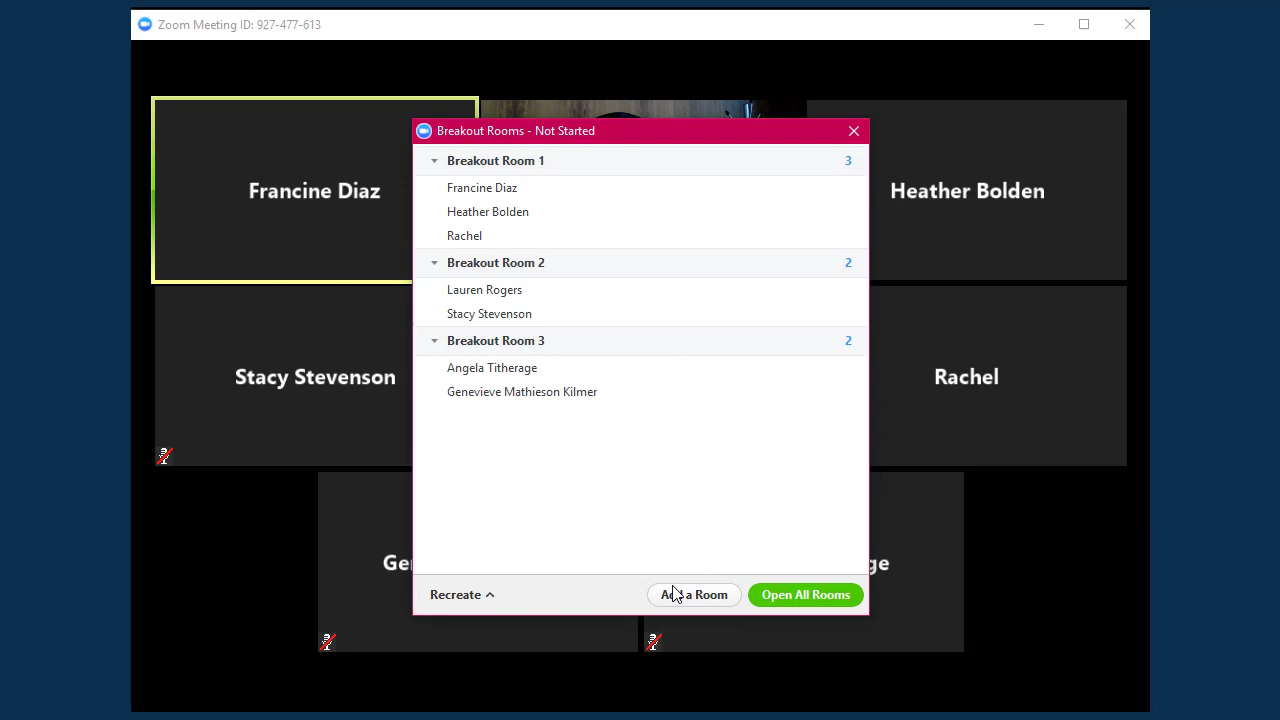 Zoom Meeting ID: 927-477-613
Francine Diaz
Heather Bolden
Stacy Stevenson
Rachel
Breakout Rooms - Not Started
Breakout Room 1 3
Francine Diaz
Heather Bolden
Rachel
Breakout Room 2 2
Lauren Rogers
Stacy Stevenson
Breakout Room 3 2
Angela Titherage
Genevieve Mathieson Kilmer
Recreate
Add a Room
Open All Rooms